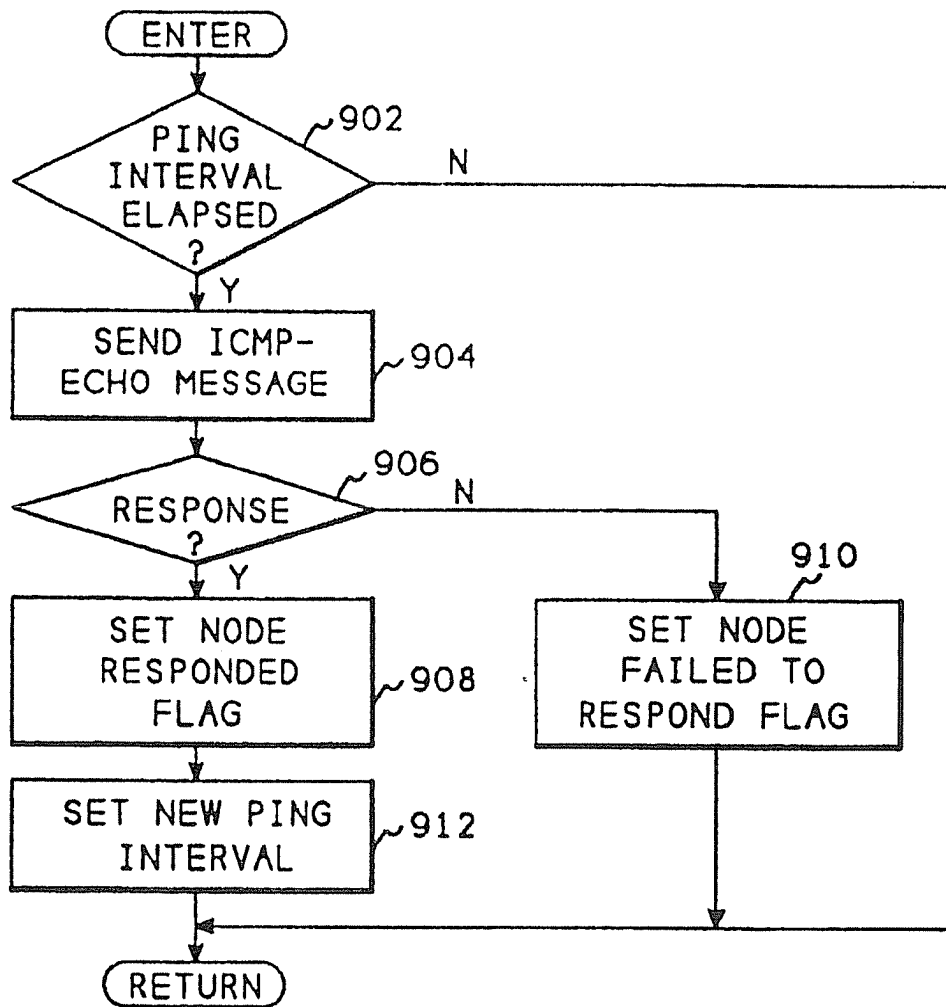 ENTER
902
PING
INTERVAL
ELAPSED
?
N
Y
SEND ICMP-
ECHO MESSAGE
904
906
RESPONSE
?
N
Y
910
SET NODE
RESPONDED
FLAG
908
SET NODE
FAILED TO
RESPOND FLAG
SET NEW PING
INTERVAL
912
RETURN